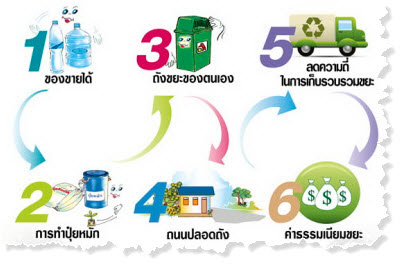 1
ของขายได้
2
การทำปุ๋ยหมัก
3
ถังขยะของตนเอง
4
ถนนปลอดถัง
5
ลดความถี่
ในการเก็บรวบรวมขยะ
6
ค่าธรรมเนียมขยะ
$ $ $